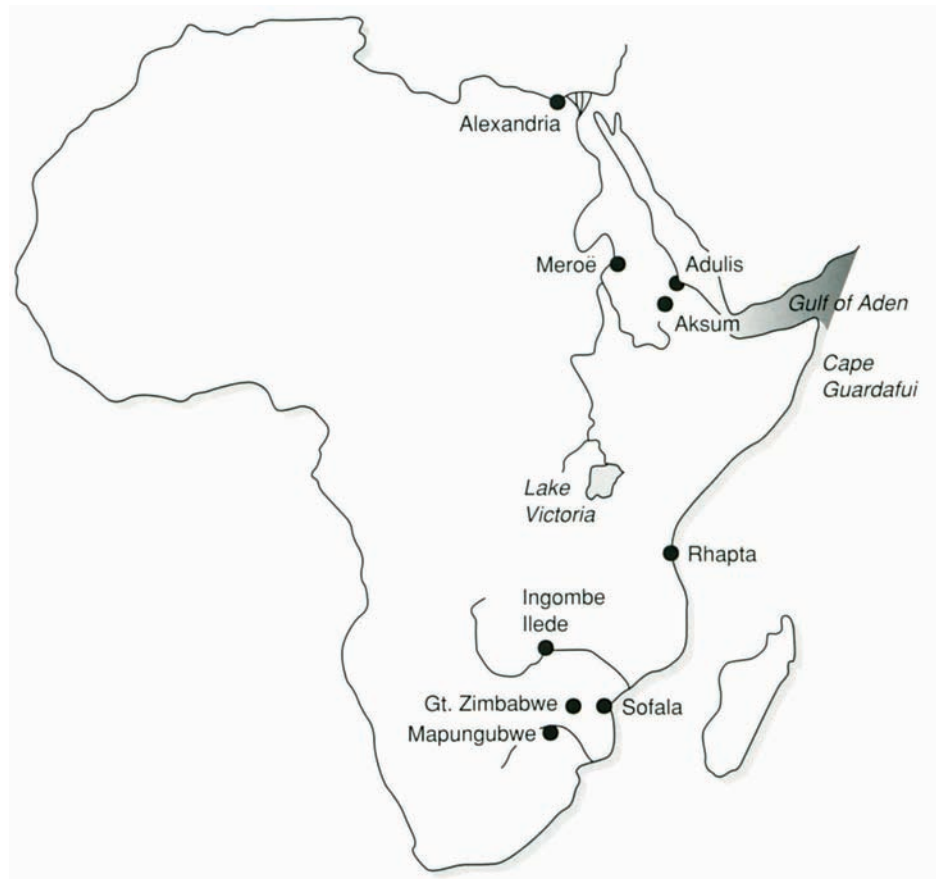 Alexandria
Meroë
Adulis
Gulf of Aden
Aksum
Cape
Guardafui
Lake
Victoria
Rhapta
Ingombe
Ilede
Gt. Zimbabwe
Sofala
Mapungubwe